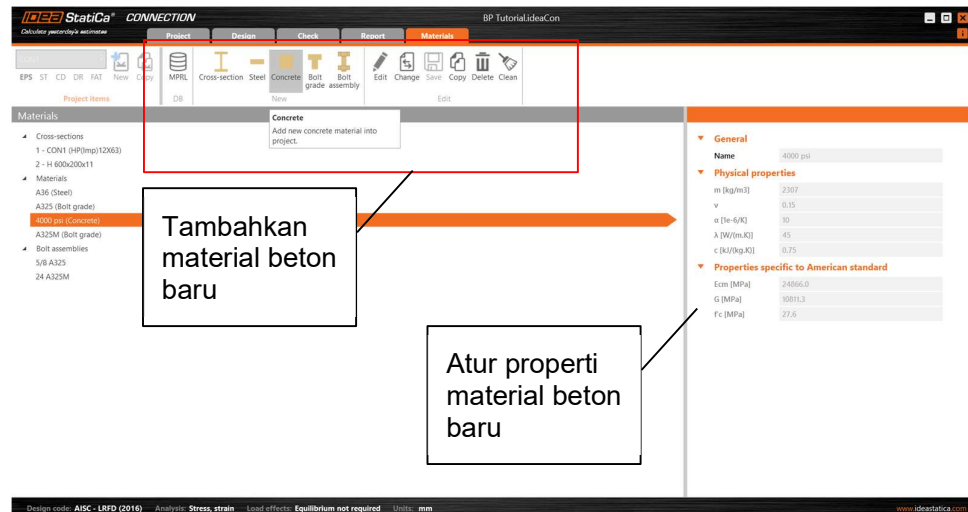 IDEA StatiCa® CONNECTION
BP Tutorial.ideaCon
Calculate yesterday's estimates
Project Design Check Report Materials
EPS ST CD DR FAT New Copy
MPRL
Cross-section Steel Concrete Bolt grade Bolt assembly
Edit Change Save Copy Delete Clean
Project items DB New Edit
Concrete
Add new concrete material into
project.
Materials
Cross-sections
1 - CON1 (HP(Imp)12X63)
2 - H 600x200x11
Materials
A36 (Steel)
A325 (Bolt grade)
4000 psi (Concrete)
A325M (Bolt grade)
Bolt assemblies
5/8 A325
24 A325M
Tambahkan
material beton
baru
General
Name 4000 psi
Physical properties
m [kg/m3] 2307
ν 0.15
α [1e-6/K] 10
λ [W/(m.K)] 45
c [kJ/(kg.K)] 0.75
Properties specific to American standard
Ecm [MPa] 24866.0
G [MPa] 10811.3
f'c [MPa] 27.6
Atur properti
material beton
baru
Design code: AISC - LRFD (2016) Analysis: Stress, strain Load effects: Equilibrium not required Units: mm
www.ideastatica.com